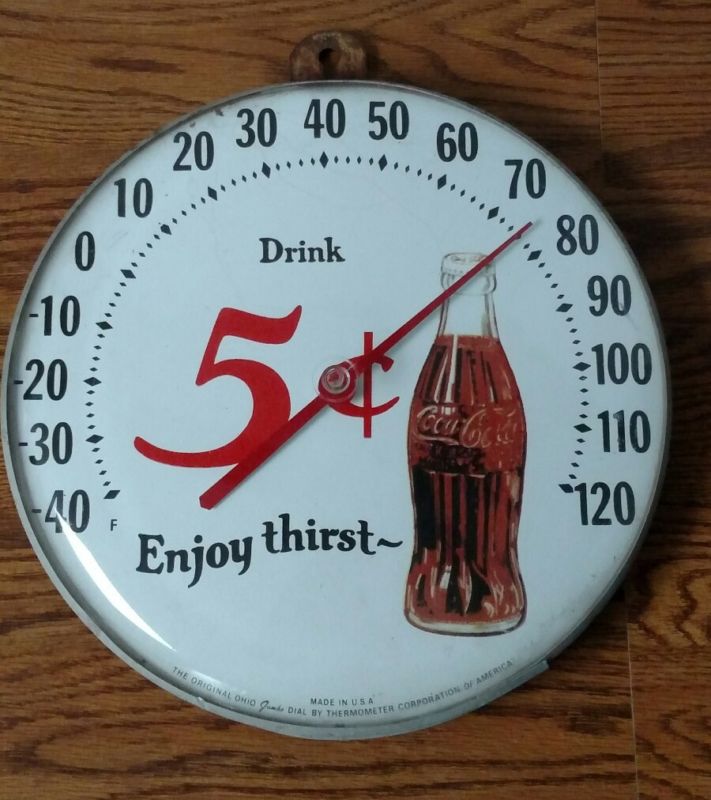 -40 -30 -20 -10 0 10 20 30 40 50 60 70 80 90 100 110 120
F
Drink
5¢
Coca-Cola
Enjoy thirst~
MADE IN U.S.A
THE ORIGINAL OHIO Jumbo DIAL BY THERMOMETER CORPORATION OF AMERICA